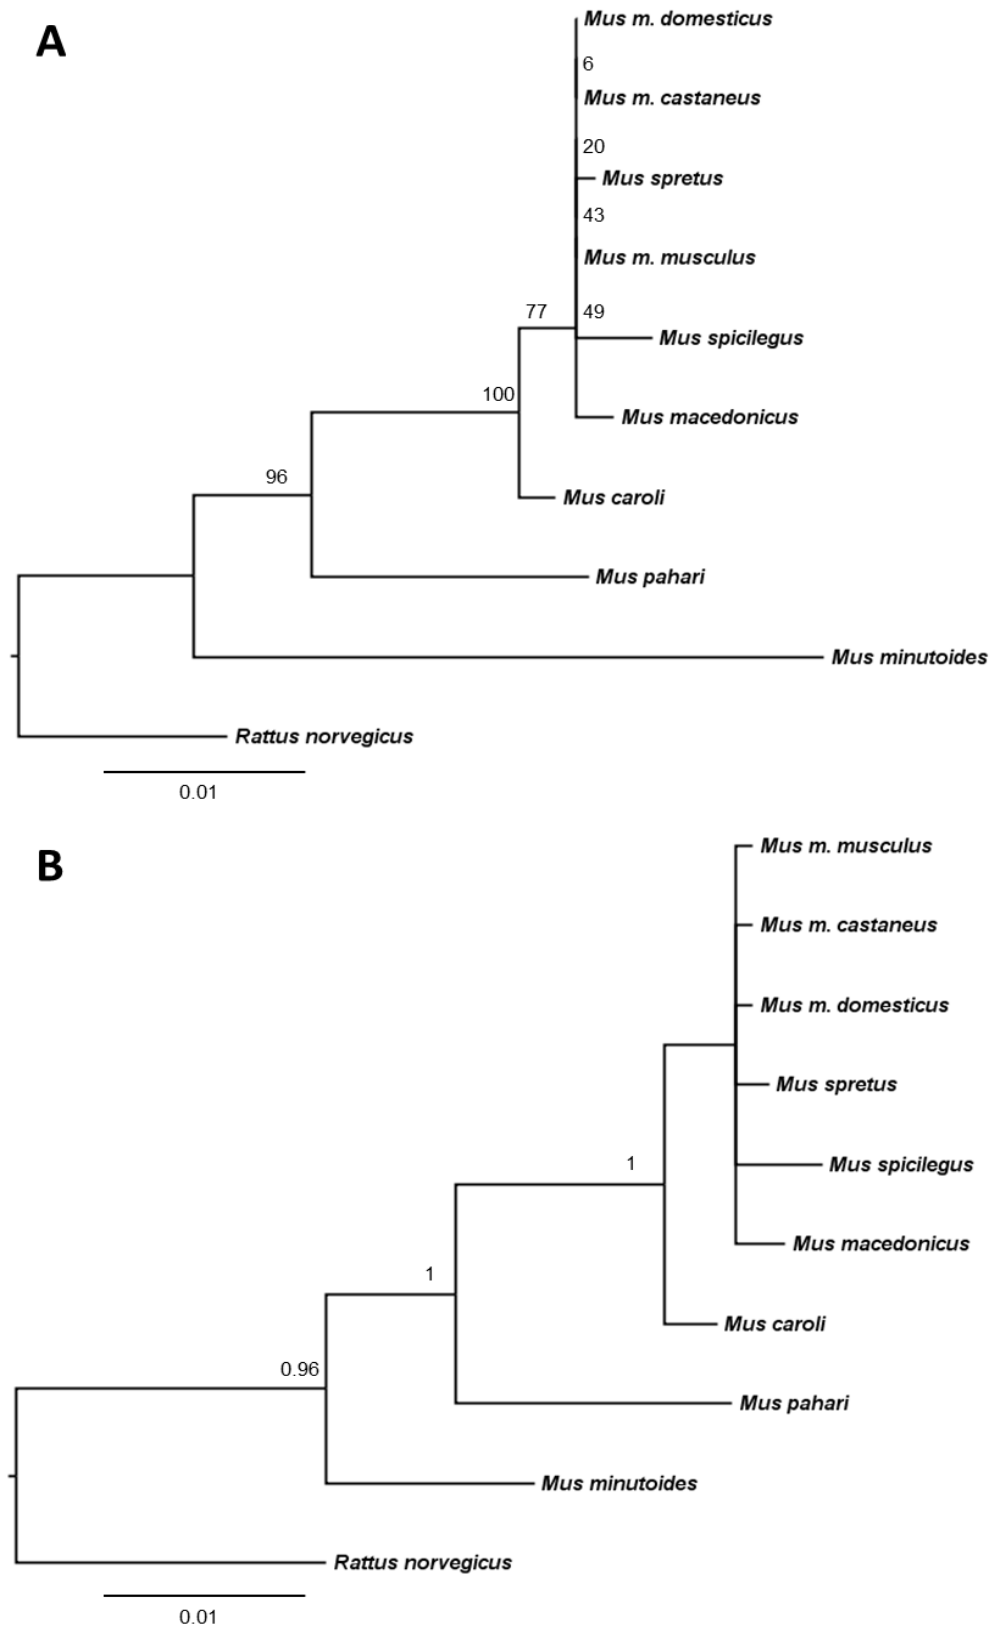 A
Mus m. domesticus
6
Mus m. castaneus
20
Mus spretus
43
Mus m. musculus
77
49
Mus spicilegus
100
Mus macedonicus
96
Mus caroli
Mus pahari
Mus minutoides
Rattus norvegicus
0.01
B
Mus m. musculus
Mus m. castaneus
Mus m. domesticus
Mus spretus
1
Mus spicilegus
Mus macedonicus
1
Mus caroli
0.96
Mus pahari
Mus minutoides
Rattus norvegicus
0.01